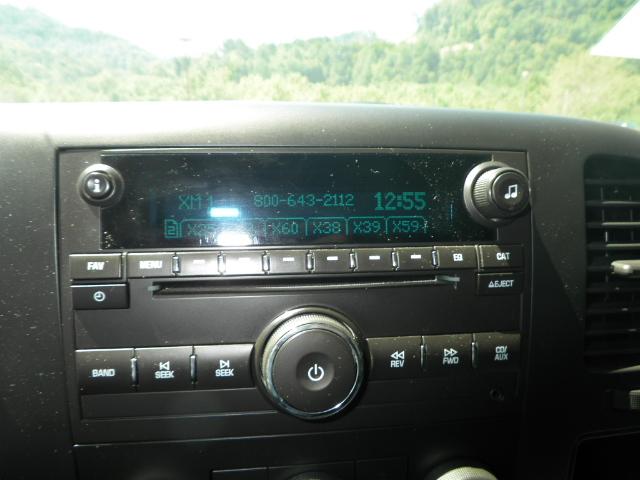 XM1 800-643-2112 12:55
X60 X38 X39 X59
FAV MENU EQ CAT
EJECT
BAND SEEK SEEK REV FWD CD/AUX